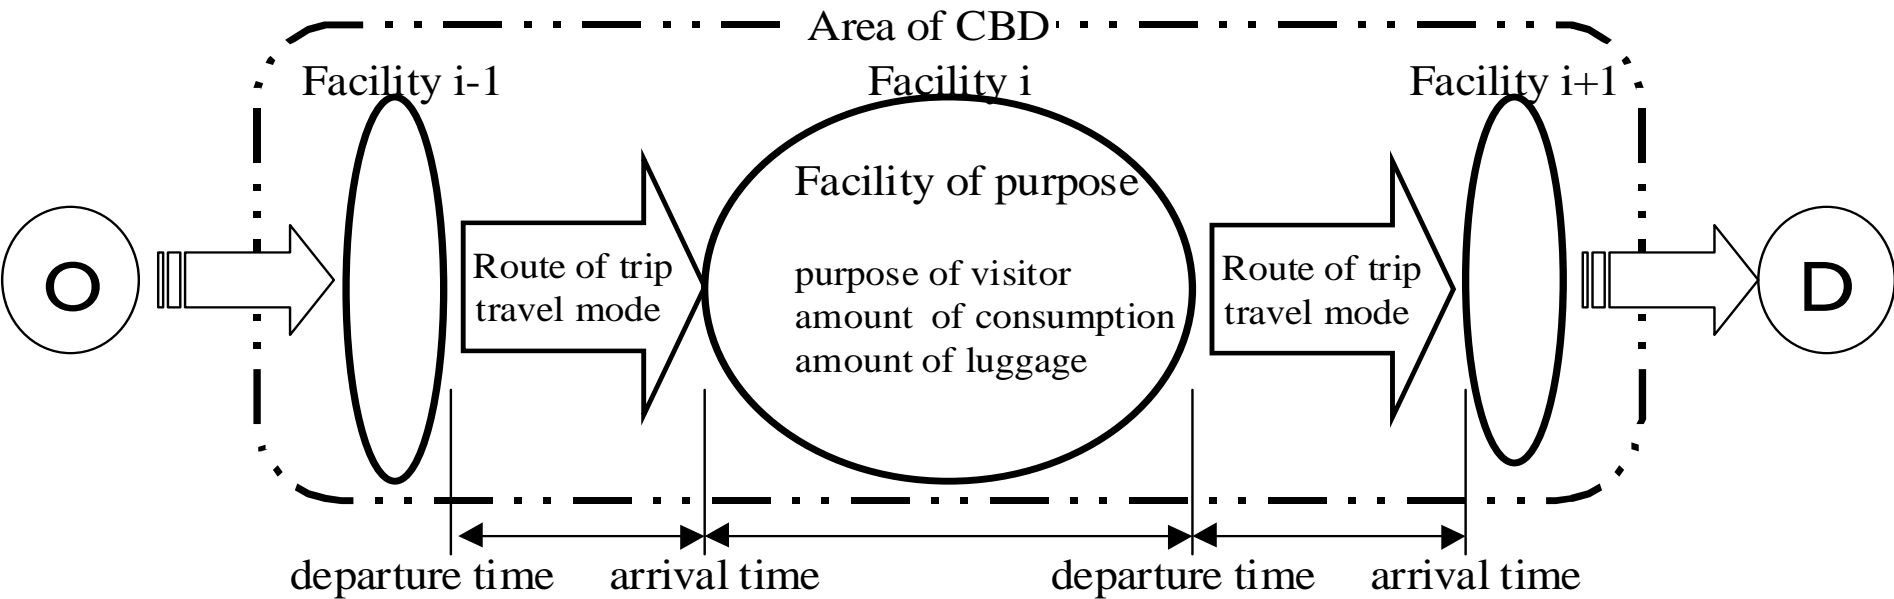 Area of CBD
Facility i-1
Facility i
Facility i+1
O
Route of trip
travel mode
Facility of purpose
purpose of visitor
amount of consumption
amount of luggage
Route of trip
travel mode
D
departure time
arrival time
departure time
arrival time